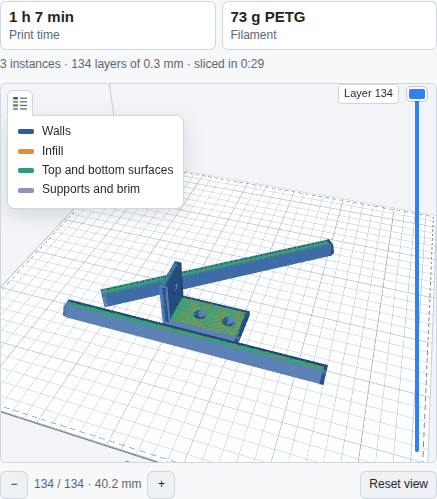 1 h 7 min
Print time
73 g PETG
Filament
3 instances · 134 layers of 0.3 mm · sliced in 0:29
Layer 134
Walls
Infill
Top and bottom surfaces
Supports and brim
− 134 / 134 · 40.2 mm +
Reset view